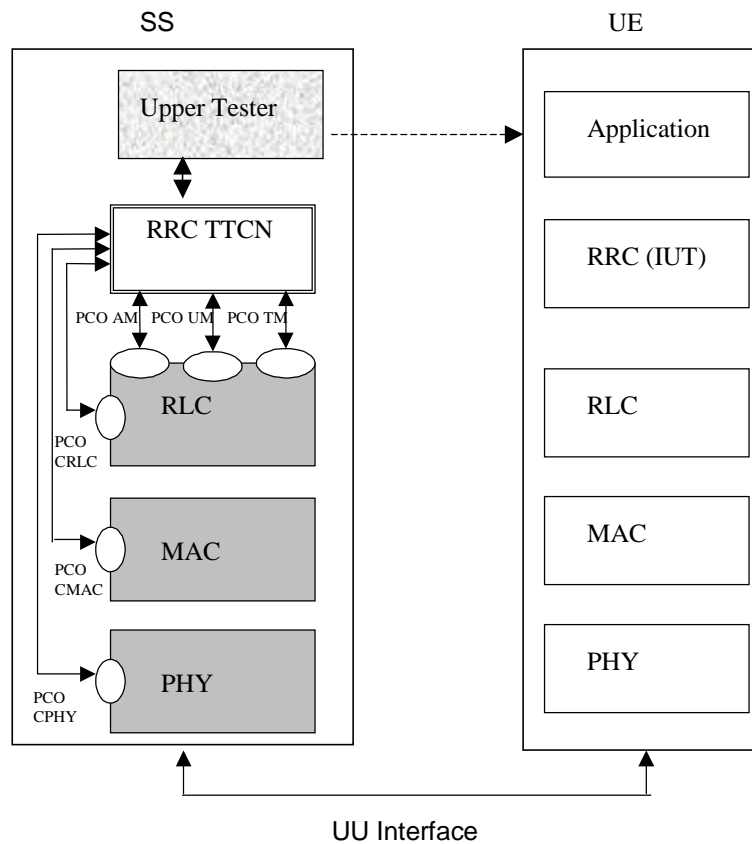 SS
UE
Upper Tester
Application
RRC TTCN
RRC (IUT)
PCO AM
PCO UM
PCO TM
RLC
RLC
PCO
CRLC
MAC
MAC
PCO
CMAC
PHY
PHY
PCO
CPHY
UU Interface